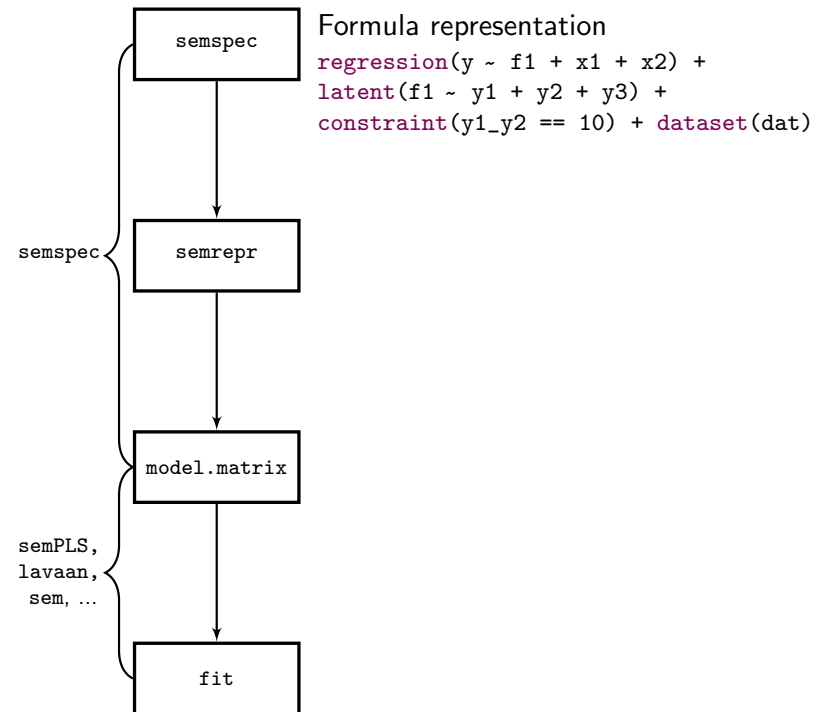 semspec
Formula representation
regression(y ~ f1 + x1 + x2) +
latent(f1 ~ y1 + y2 + y3) +
constraint(y1_y2 == 10) + dataset(dat)
semspec
semrepr
model.matrix
semPLS,
lavaan,
sem, ...
fit